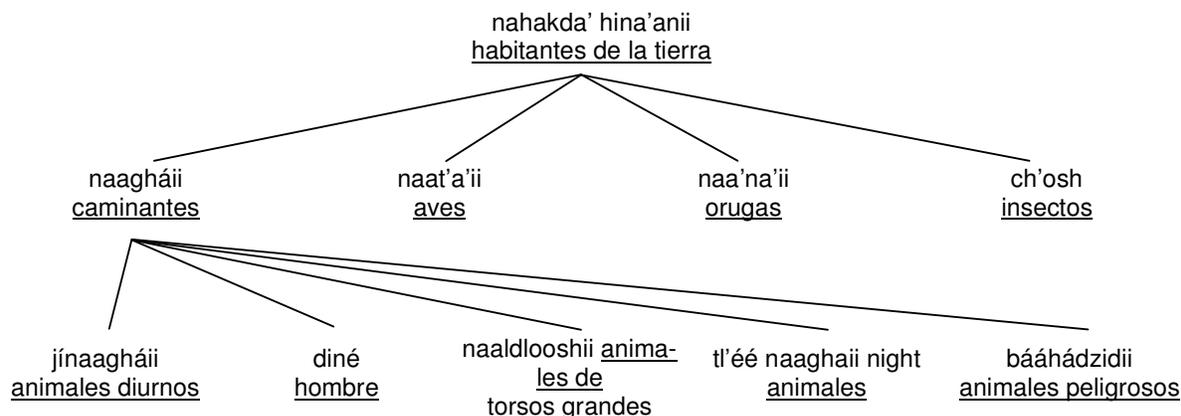 nahakda’ hina’anii
habitantes de la tierra
naagháii
caminantes
naat’a’ii
aves
naa’na’ii
orugas
ch’osh
insectos
jínaagháii
animales diurnos
diné
hombre
naaldlooshii anima-
les de
torsos grandes
tl’éé naaghaii night
animales
bááhádzidii
animales peligrosos